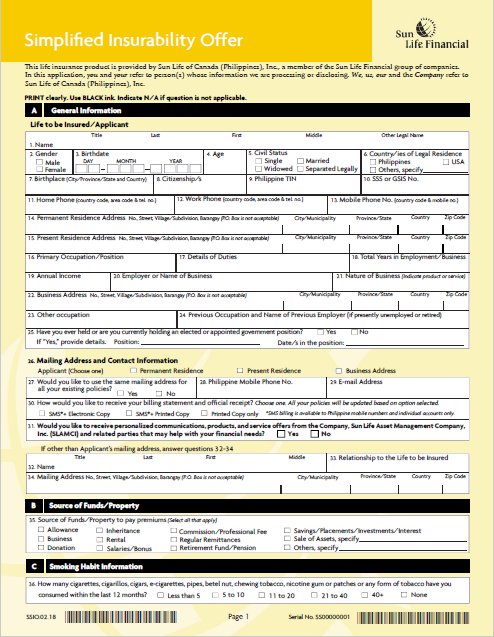 Simplified Insurability Offer
Sun
Life Financial
This life insurance product is provided by Sun Life of Canada (Philippines), Inc., a member of the Sun Life Financial group of companies.
In this application, you and your refer to person(s) whose information we are processing or disclosing. We, us, our and the Company refer to
Sun Life of Canada (Philippines), Inc.
PRINT clearly. Use BLACK ink. Indicate N/A if question is not applicable.
A General Information
Life to be Insured/Applicant
Title Last First Middle Other Legal Name
1. Name
2. Gender 3. Birthdate 4. Age 5. Civil Status 6. Country/ies of Legal Residence
Male DAY MONTH YEAR Single Married Philippines USA
Female Widowed Separated Legally Others, specify
7. Birthplace (City/Province/State and Country) 8. Citizenship/s 9. Philippine TIN 10. SSS or GSIS No.
11. Home Phone (country code, area code & tel. no.) 12. Work Phone (country code, area code & tel. no.) 13. Mobile Phone No. (country code & mobile no.)
14. Permanent Residence Address No., Street, Village/Subdivision, Barangay (P.O. Box is not acceptable) City/Municipality Province/State Country Zip Code
15. Present Residence Address No., Street, Village/Subdivision, Barangay (P.O. Box is not acceptable) City/Municipality Province/State Country Zip Code
16. Primary Occupation/Position 17. Details of Duties 18. Total Years in Employment/Business
19. Annual Income 20. Employer or Name of Business 21. Nature of Business (Indicate product or service)
22. Business Address No., Street, Village/Subdivision, Barangay (P.O. Box is not acceptable) City/Municipality Province/State Country Zip Code
23. Other occupation 24. Previous Occupation and Name of Previous Employer (if presently unemployed or retired)
25. Have you ever held or are you currently holding an elected or appointed government position? Yes No
If "Yes," provide details. Position: Date/s in the position:
26. Mailing Address and Contact Information
Applicant (Choose one) Permanent Residence Present Residence Business Address
27. Would you like to use the same mailing address for 28. Philippine Mobile Phone No. 29. E-mail Address
all your existing policies? Yes No
30. How would you like to receive your billing statement and official receipt? Choose one. All your policies will be updated based on option selected.
SMS*+ Electronic Copy SMS*+ Printed Copy Printed Copy only *SMS billing is available to Philippine mobile numbers and individual accounts only.
31. Would you like to receive personalized communications, products, and service offers from the Company, Sun Life Asset Management Company,
Inc. (SLAMCI) and related parties that may help with your financial needs? Yes No
If other than Applicant's mailing address, answer questions 32-34
Title Last First Middle 33. Relationship to the Life to be Insured
32. Name
34. Mailing Address No., Street, Village/Subdivision, Barangay (P.O. Box is not acceptable) City/Municipality Province/State Country Zip Code
B Source of Funds/Property
35. Source of Funds/Property to pay premiums (Select all that apply)
Allowance Inheritance Commission/Professional Fee Savings/Placements/Investments/Interest
Business Rental Regular Remittances Sale of Assets, specify
Donation Salaries/Bonus Retirement Fund/Pension Others, specify
C Smoking Habit Information
36. How many cigarettes, cigarillos, cigars, e-cigarettes, pipes, betel nut, chewing tobacco, nicotine gum or patches or any form of tobacco have you
consumed within the last 12 months? Less than 5 5 to 10 11 to 20 21 to 40 40+ None
SSIO.02.18 Page 1 Serial No. SS00000001